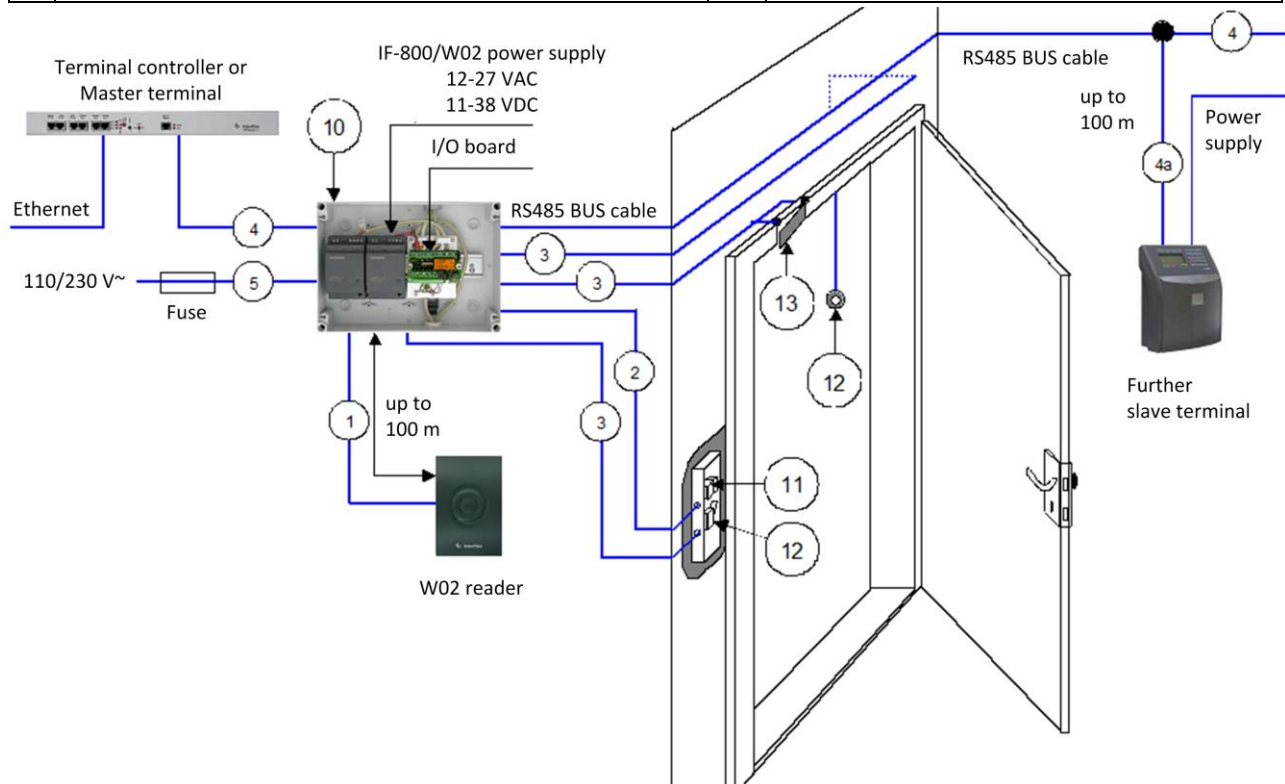 IF-800/W02 power supply
12-27 VAC
11-38 VDC
Terminal controller or
Master terminal
10
I/O board
RS485 BUS cable
4
up to
100 m
Power
supply
4a
Ethernet
4
RS485 BUS cable
3
110/230 V~
5
3
Fuse
13
12
2
Further
slave terminal
1
up to
100 m
3
11
12
W02 reader